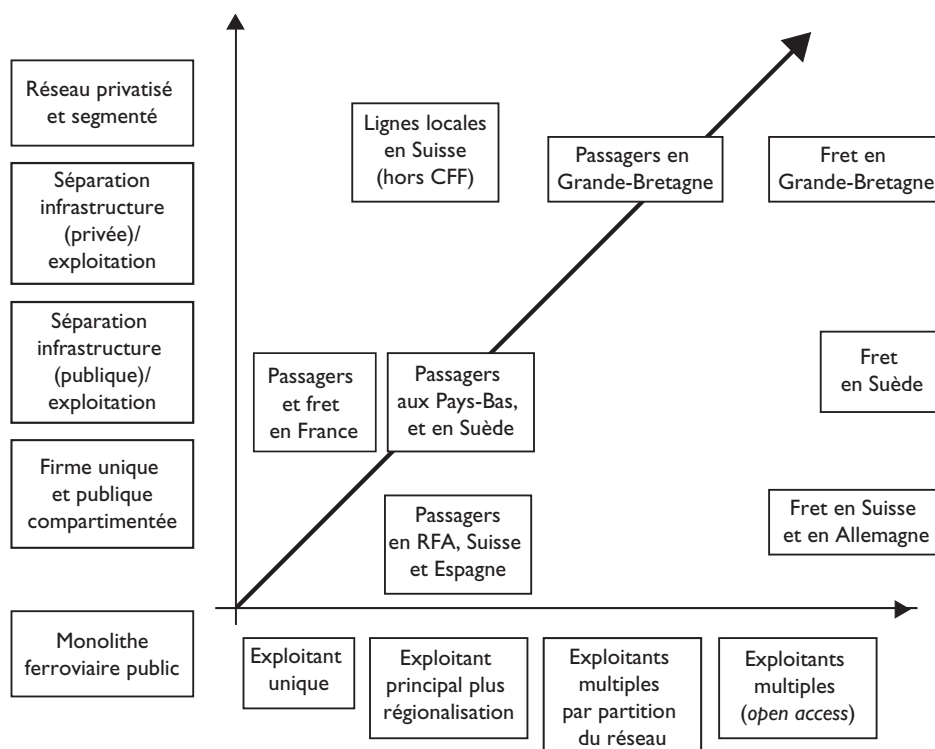 Réseau privatisé
et segmenté
Séparation
infrastructure
(privée)/
exploitation
Séparation
infrastructure
(publique)/
exploitation
Firme unique
et publique
compartimentée
Monolithe
ferroviaire public
Lignes locales
en Suisse
(hors CFF)
Passagers en
Grande-Bretagne
Fret en
Grande-Bretagne
Passagers
et fret
en France
Passagers
aux Pays-Bas,
et en Suède
Fret
en Suède
Passagers
en RFA, Suisse
et Espagne
Fret en Suisse
et en Allemagne
Exploitant
unique
Exploitant
principal plus
régionalisation
Exploitants
multiples
par partition
du réseau
Exploitants
multiples
(open access)